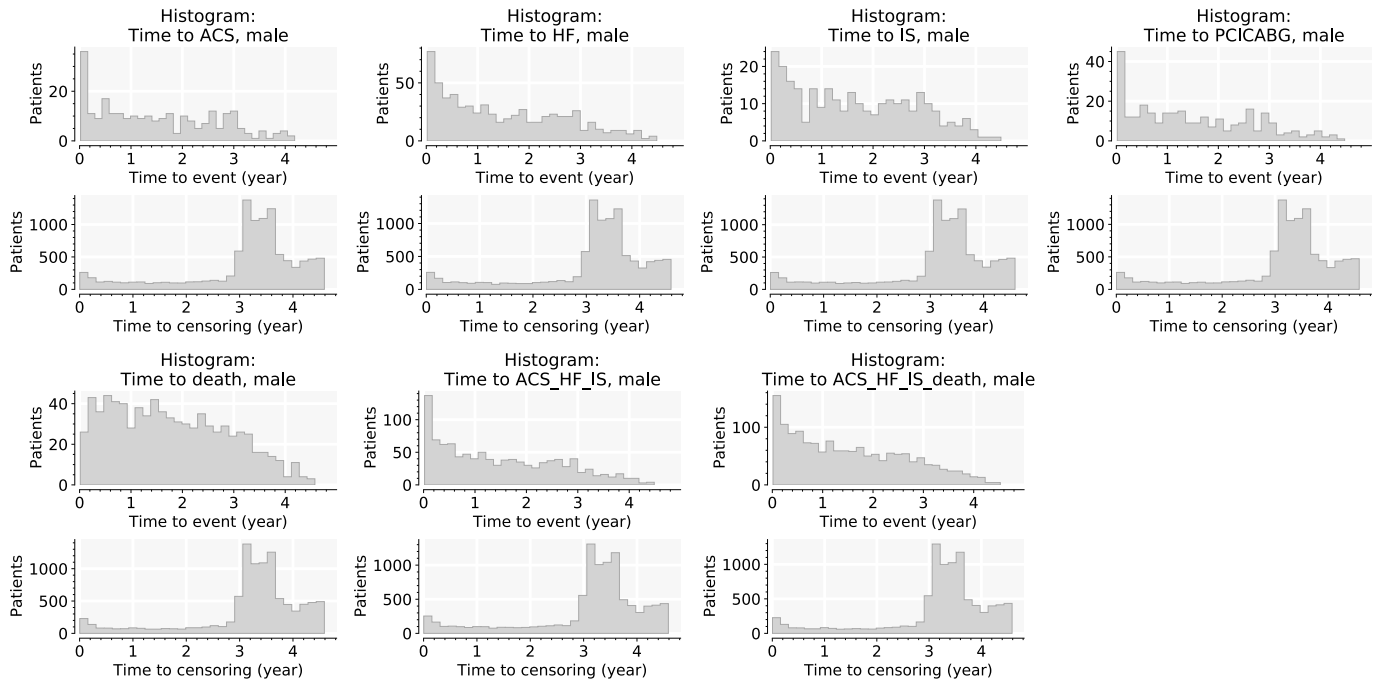 Histogram:
Time to ACS, male
Patients
20
0
0 1 2 3 4
Time to event (year)
Patients
1000
500
0
0 1 2 3 4
Time to censoring (year)
Histogram:
Time to HF, male
Patients
50
0
0 1 2 3 4
Time to event (year)
Patients
1000
500
0
0 1 2 3 4
Time to censoring (year)
Histogram:
Time to IS, male
Patients
20
10
0
0 1 2 3 4
Time to event (year)
Patients
1000
500
0
0 1 2 3 4
Time to censoring (year)
Histogram:
Time to PCICABG, male
Patients
40
20
0
0 1 2 3 4
Time to event (year)
Patients
1000
500
0
0 1 2 3 4
Time to censoring (year)
Histogram:
Time to death, male
Patients
40
20
0
0 1 2 3 4
Time to event (year)
Patients
1000
500
0
0 1 2 3 4
Time to censoring (year)
Histogram:
Time to ACS_HF_IS, male
Patients
100
50
0
0 1 2 3 4
Time to event (year)
Patients
1000
500
0
0 1 2 3 4
Time to censoring (year)
Histogram:
Time to ACS_HF_IS_death, male
Patients
100
0
0 1 2 3 4
Time to event (year)
Patients
1000
500
0
0 1 2 3 4
Time to censoring (year)